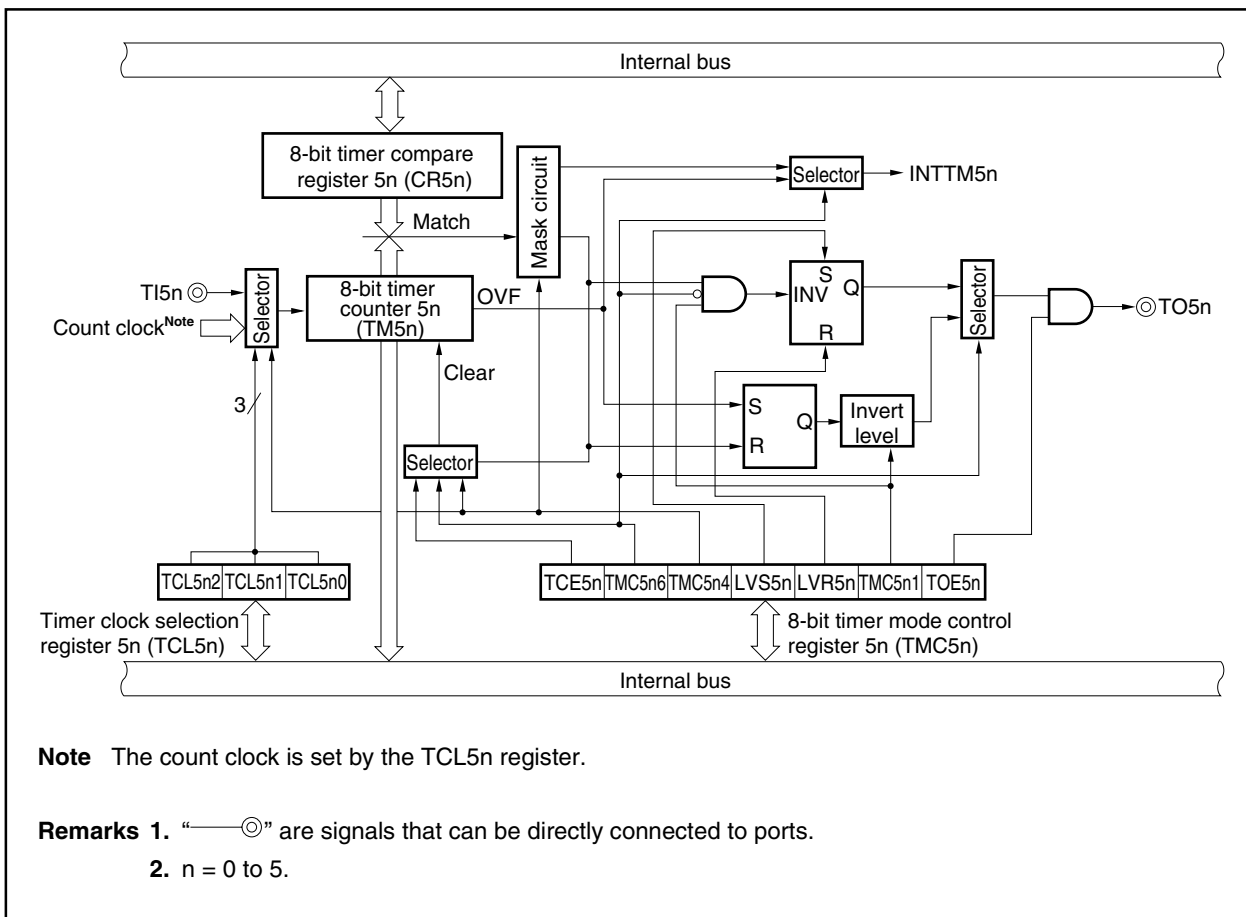 Internal bus
8-bit timer compare
register 5n (CR5n)
Match
Mask circuit
Selector
INTTM5n
TI5n
Count clockNote
Selector
8-bit timer
counter 5n
(TM5n)
OVF
Clear
S
INV
Q
R
Selector
TO5n
3
Selector
S
R
Q
Invert
level
TCL5n2 TCL5n1 TCL5n0
TCE5n TMC5n6 TMC5n4 LVS5n LVR5n TMC5n1 TOE5n
Timer clock selection
register 5n (TCL5n)
8-bit timer mode control
register 5n (TMC5n)
Internal bus
Note The count clock is set by the TCL5n register.
Remarks 1. “——◎” are signals that can be directly connected to ports.
2. n = 0 to 5.